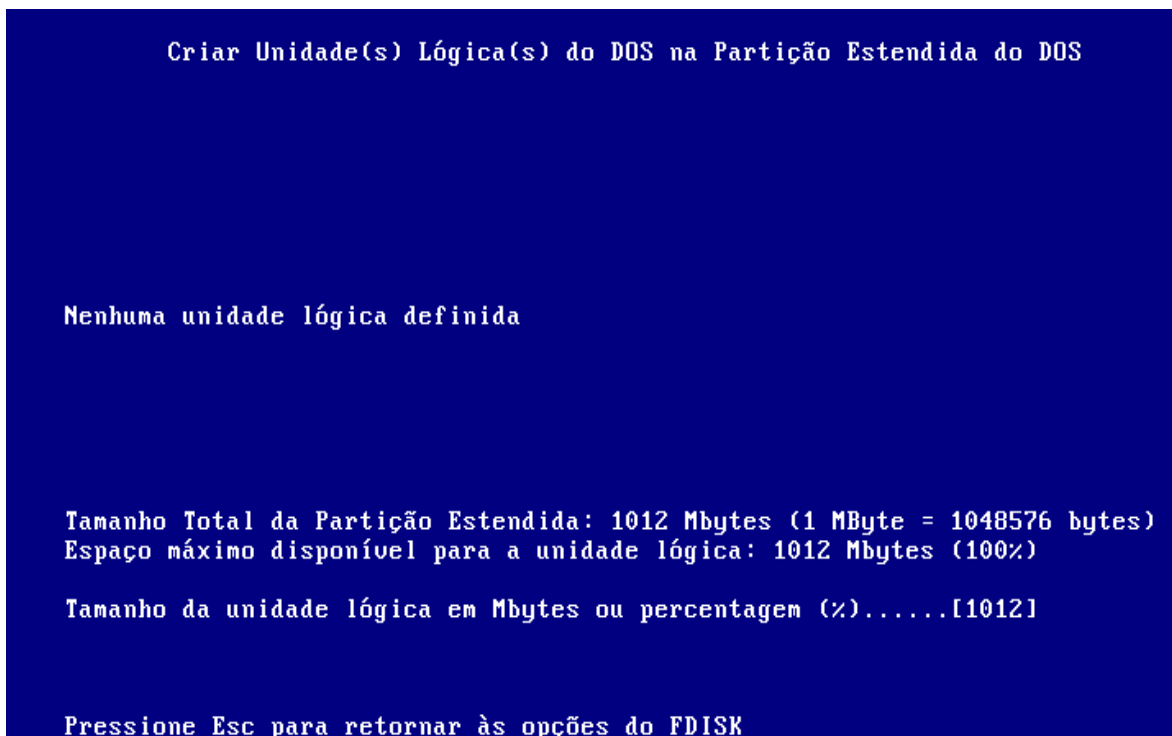 Criar Unidade(s) Lógica(s) do DOS na Partição Estendida do DOS
Nenhuma unidade lógica definida
Tamanho Total da Partição Estendida: 1012 Mbytes (1 MByte = 1048576 bytes)
Espaço máximo disponível para a unidade lógica: 1012 Mbytes (100%)
Tamanho da unidade lógica em Mbytes ou percentagem (%)......[1012]
Pressione Esc para retornar às opções do FDISK